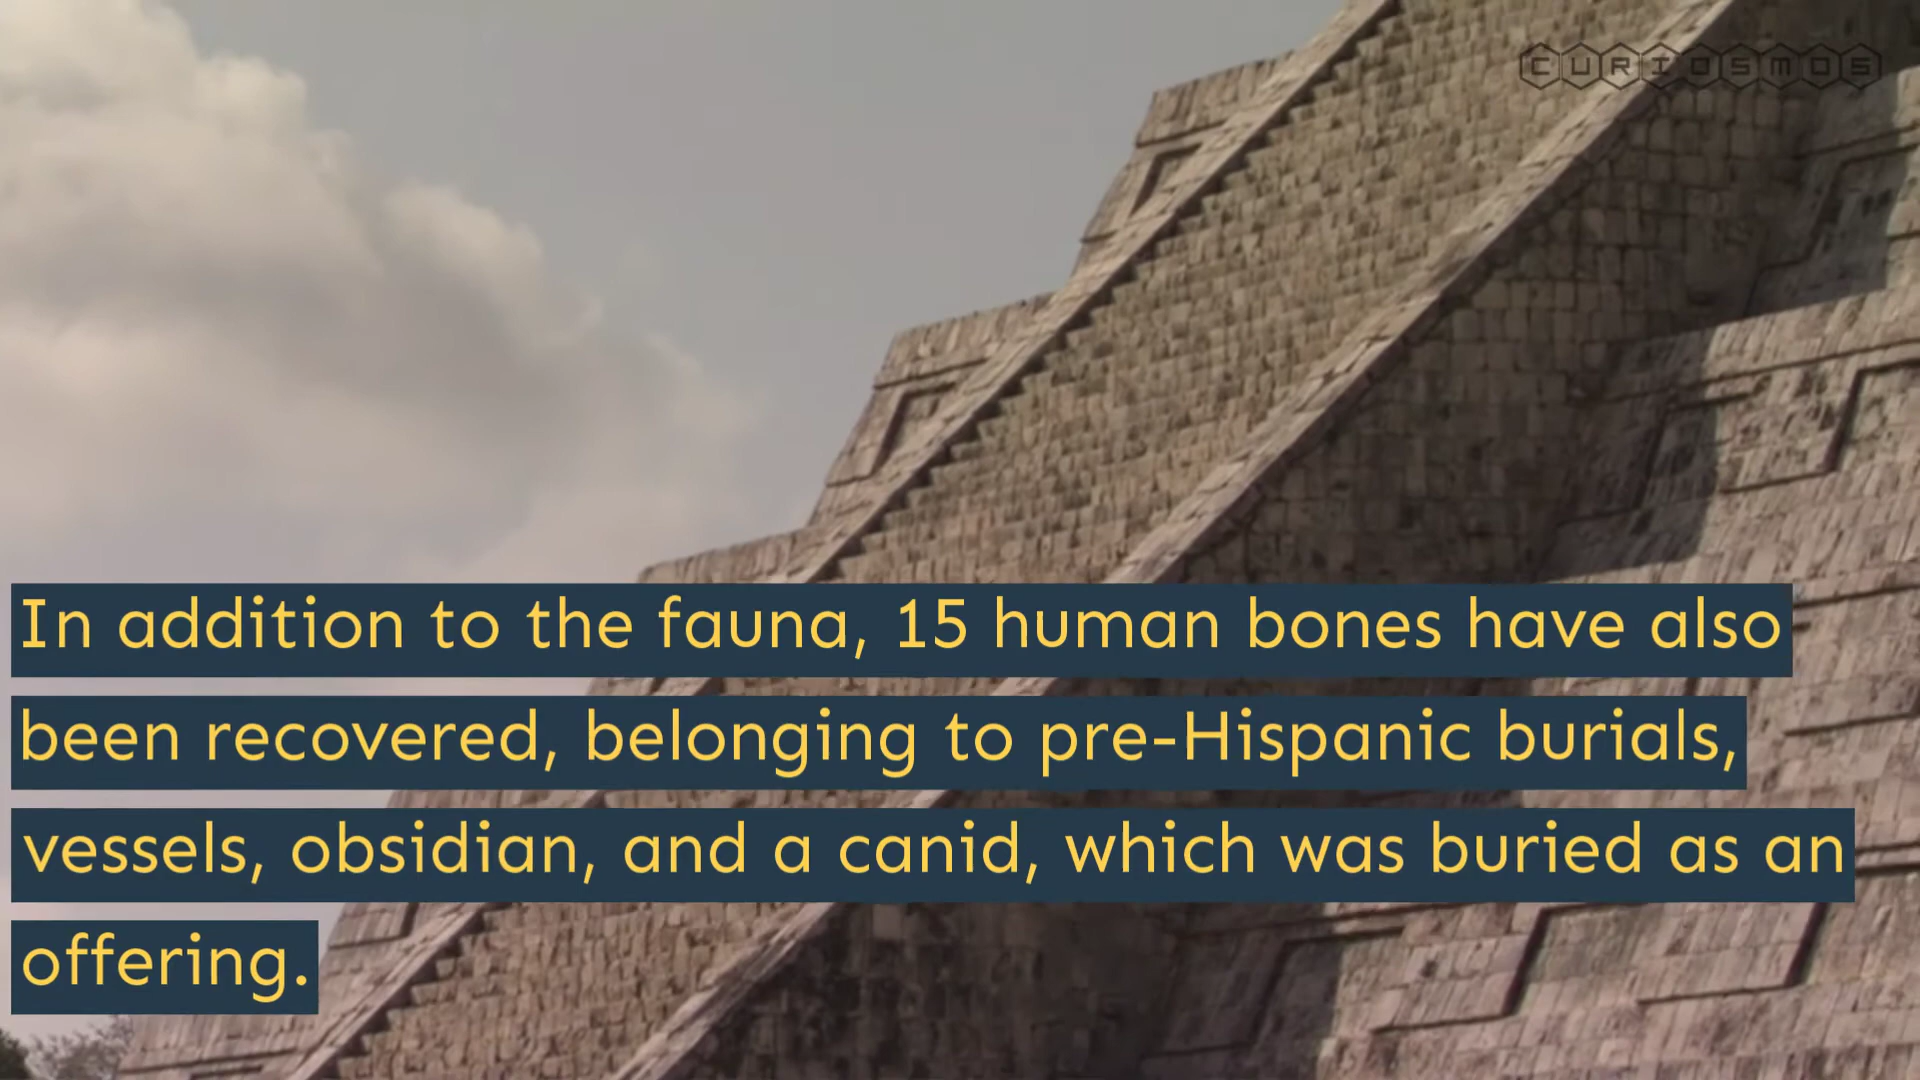 CURIOSMOS
In addition to the fauna, 15 human bones have also
been recovered, belonging to pre-Hispanic burials,
vessels, obsidian, and a canid, which was buried as an
offering.